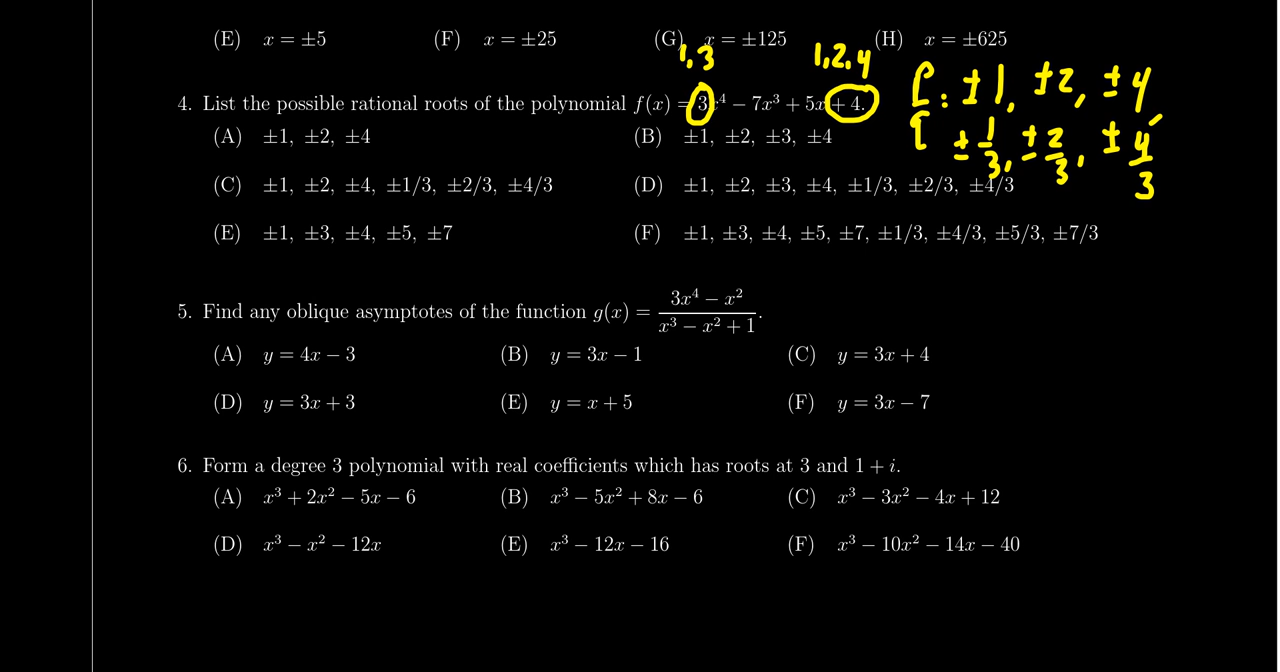 (E) x = ±5 (F) x = ±25 (G) x = ±125 (H) x = ±625
1, 3 1, 2, 4
4. List the possible rational roots of the polynomial f(x) = 3x⁴ − 7x³ + 5x + 4.
p/q : ±1, ±2, ±4,
±1/3, ±2/3, ±4/3
(A) ±1, ±2, ±4 (B) ±1, ±2, ±3, ±4
(C) ±1, ±2, ±4, ±1/3, ±2/3, ±4/3 (D) ±1, ±2, ±3, ±4, ±1/3, ±2/3, ±4/3
(E) ±1, ±3, ±4, ±5, ±7 (F) ±1, ±3, ±4, ±5, ±7, ±1/3, ±4/3, ±5/3, ±7/3
5. Find any oblique asymptotes of the function g(x) = (3x⁴ − x²)/(x³ − x² + 1).
(A) y = 4x − 3 (B) y = 3x − 1 (C) y = 3x + 4
(D) y = 3x + 3 (E) y = x + 5 (F) y = 3x − 7
6. Form a degree 3 polynomial with real coefficients which has roots at 3 and 1 + i.
(A) x³ + 2x² − 5x − 6 (B) x³ − 5x² + 8x − 6 (C) x³ − 3x² − 4x + 12
(D) x³ − x² − 12x (E) x³ − 12x − 16 (F) x³ − 10x² − 14x − 40